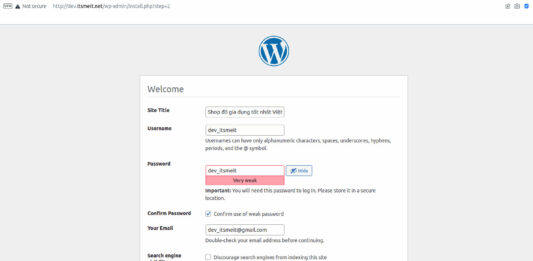 Not secure
http://dev.itsmeit.net/wp-admin/install.php?step=2
Welcome
Site Title
Shop đồ gia dụng tốt nhất Việt
Username
dev_itsmeit
Usernames can have only alphanumeric characters, spaces, underscores, hyphens,
periods, and the @ symbol.
Password
dev_itsmeit
Hide
Very weak
Important: You will need this password to log in. Please store it in a secure
location.
Confirm Password
Confirm use of weak password
Your Email
dev_itsmeit@gmail.com
Double-check your email address before continuing.
Search engine
Discourage search engines from indexing this site